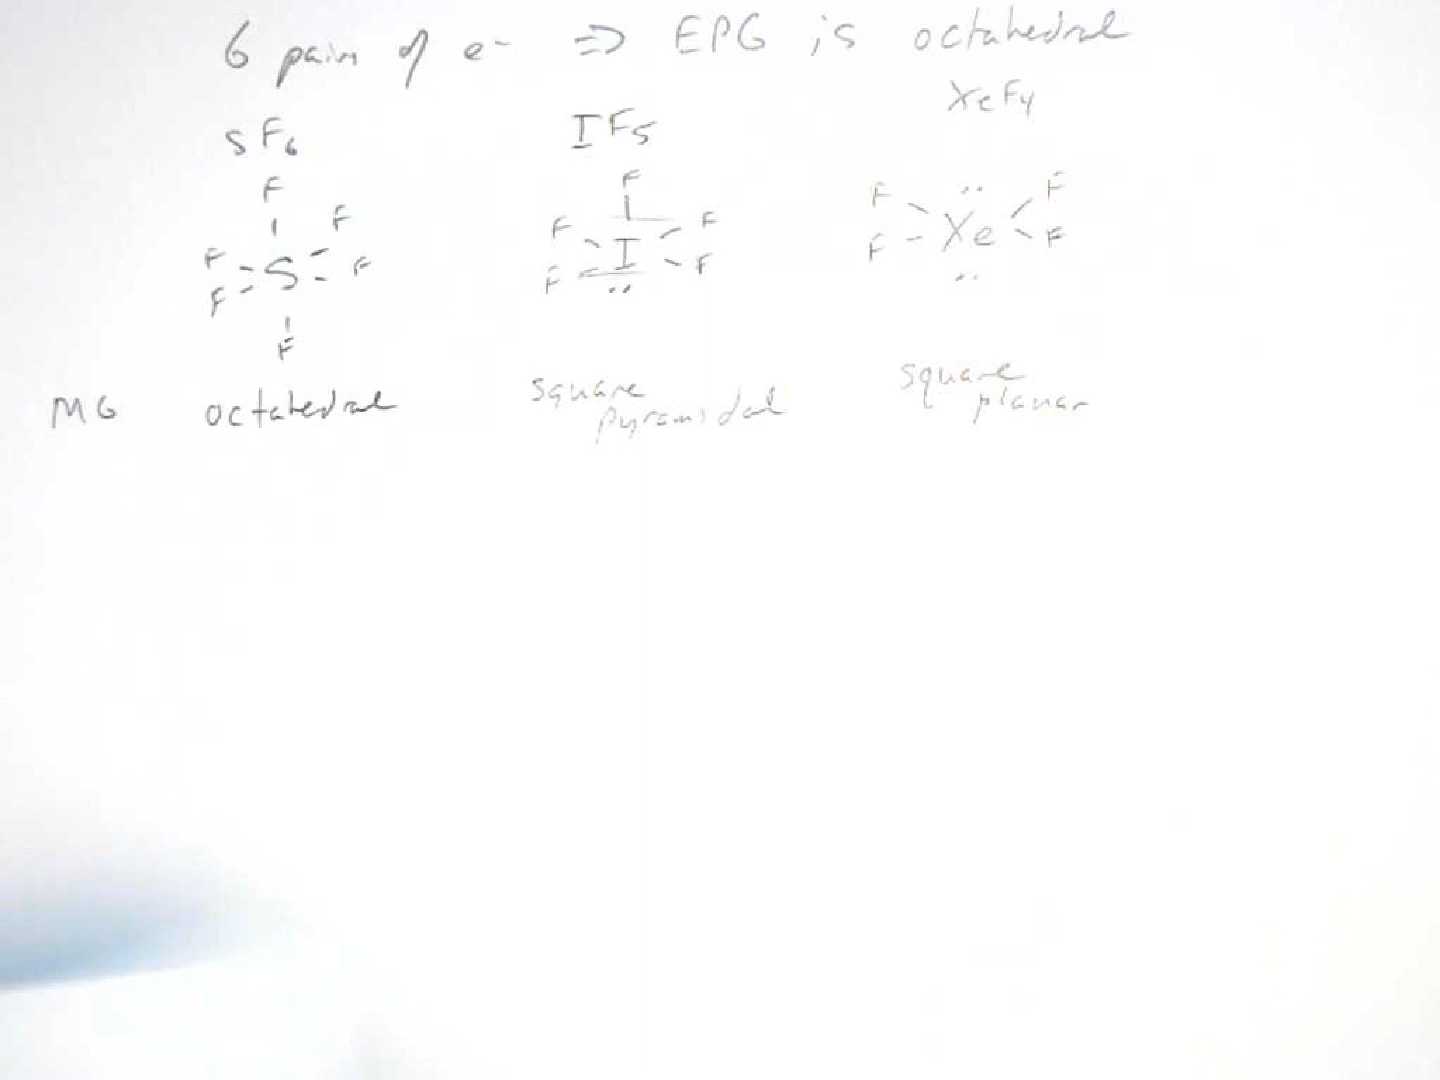 6 pairs of e- ⇒ EPG is octahedral
SF6 IF5 XeF4
F
F
F S F
F
F
F
F
F I F
F F
..
..
F Xe F
F F
..
MG octahedral square pyramidal square planar